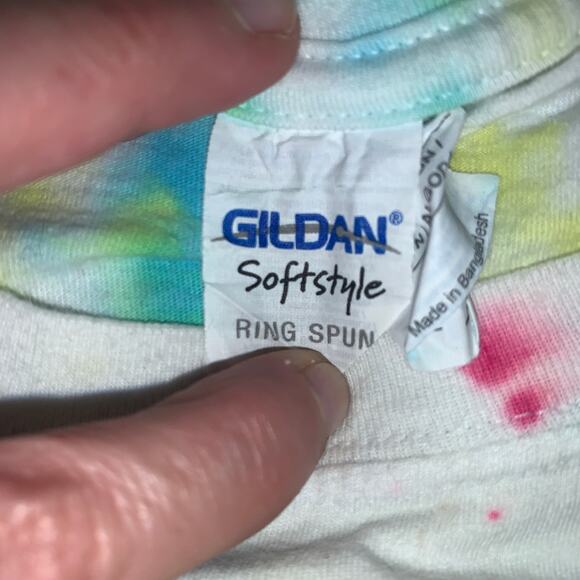 GILDAN®
Softstyle
RING SPUN
Made in Bangladesh